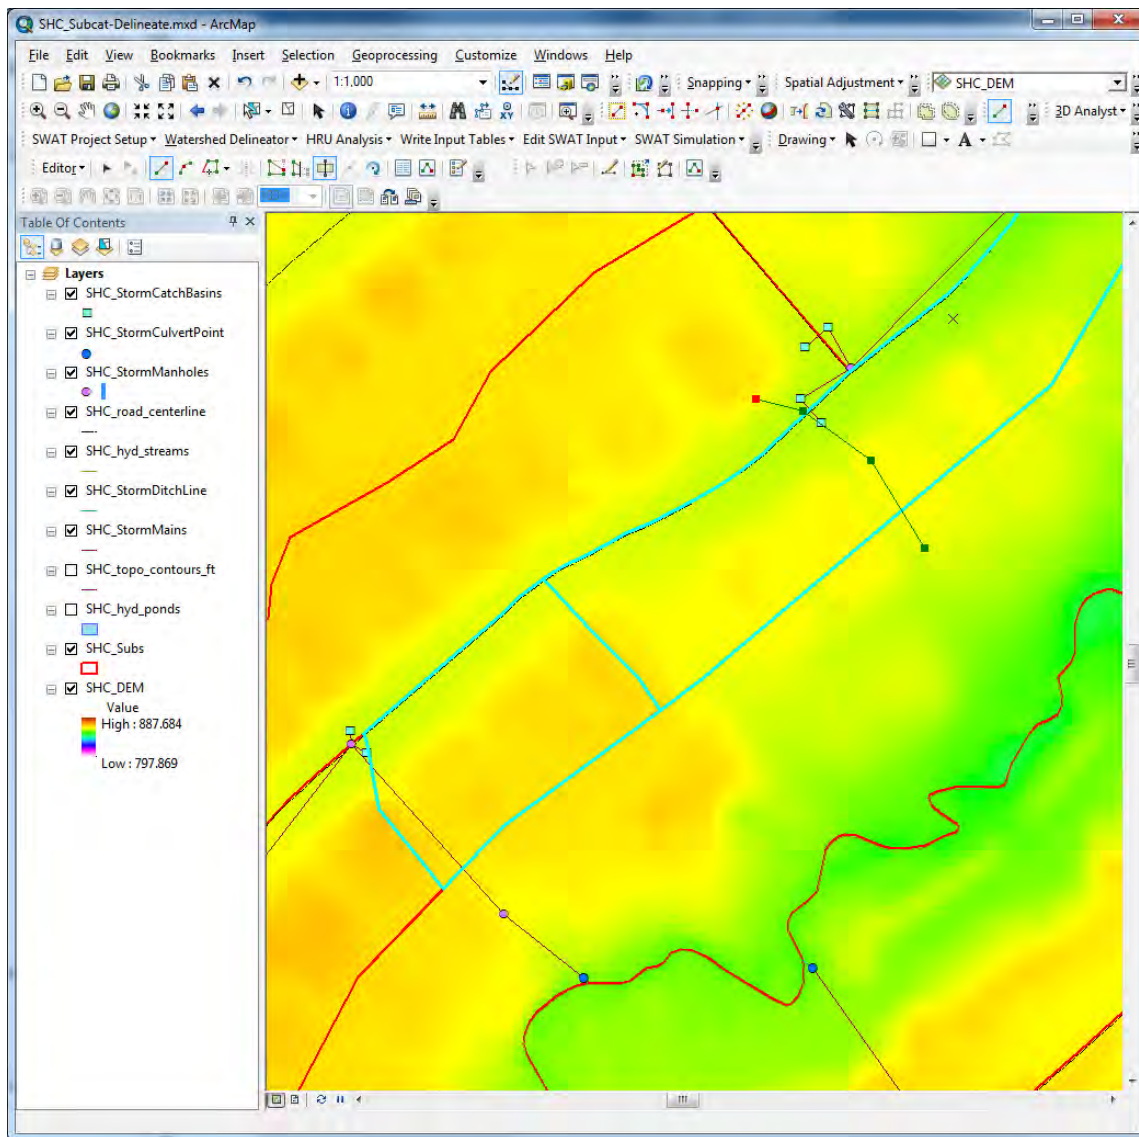 SHC_Subcat-Delineate.mxd - ArcMap
File Edit View Bookmarks Insert Selection Geoprocessing Customize Windows Help
1:1,000 Snapping Spatial Adjustment SHC_DEM
3D Analyst
SWAT Project Setup Watershed Delineator HRU Analysis Write Input Tables Edit SWAT Input SWAT Simulation Drawing A
Editor
Table Of Contents
Layers
SHC_StormCatchBasins
SHC_StormCulvertPoint
SHC_StormManholes
SHC_road_centerline
SHC_hyd_streams
SHC_StormDitchLine
SHC_StormMains
SHC_topo_contours_ft
SHC_hyd_ponds
SHC_Subs
SHC_DEM
Value
High : 887.684
Low : 797.869